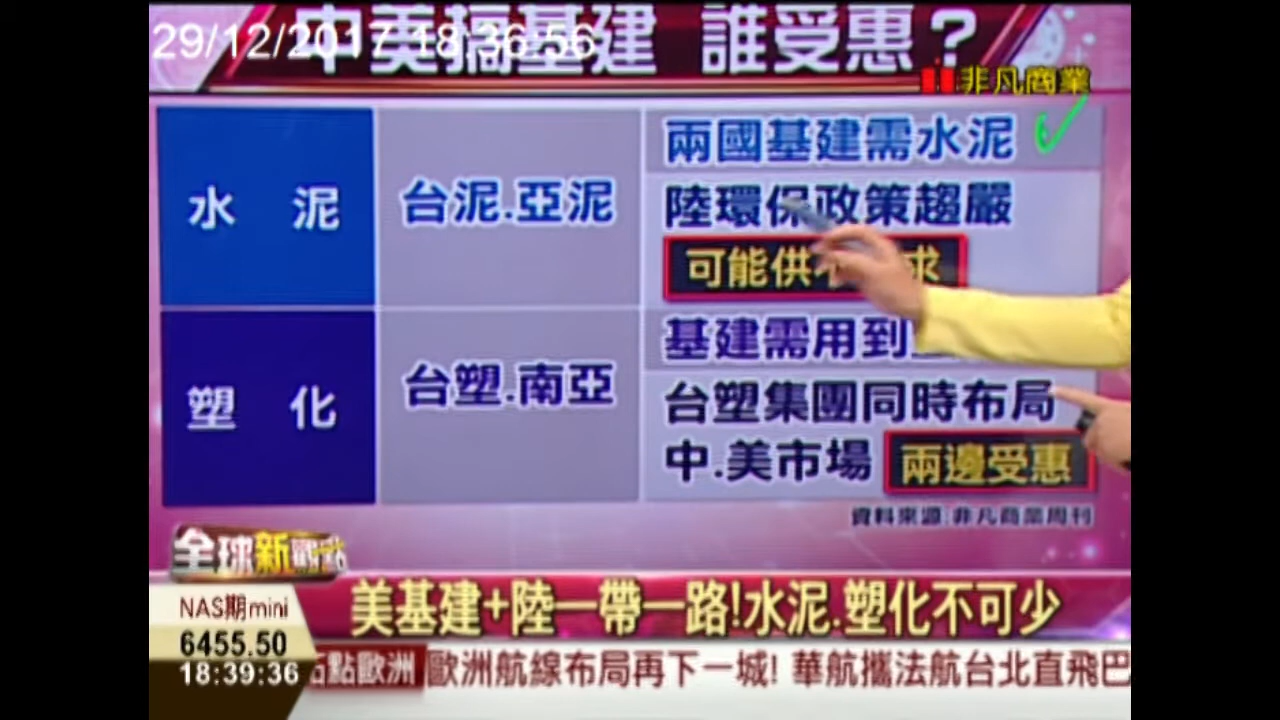 中美搞基建 誰受惠？
29/12/2017 18:36:56
非凡商業
兩國基建需水泥
水 泥
台泥.亞泥
陸環保政策趨嚴
可能供不 求
基建需用到
塑 化
台塑.南亞
台塑集團同時布局
中.美市場 兩邊受惠
資料來源:非凡商業周刊
全球新觀點
美基建+陸一帶一路!水泥.塑化不可少
NAS期mini
6455.50
18:39:36
點歐洲 歐洲航線布局再下一城! 華航攜法航台北直飛巴